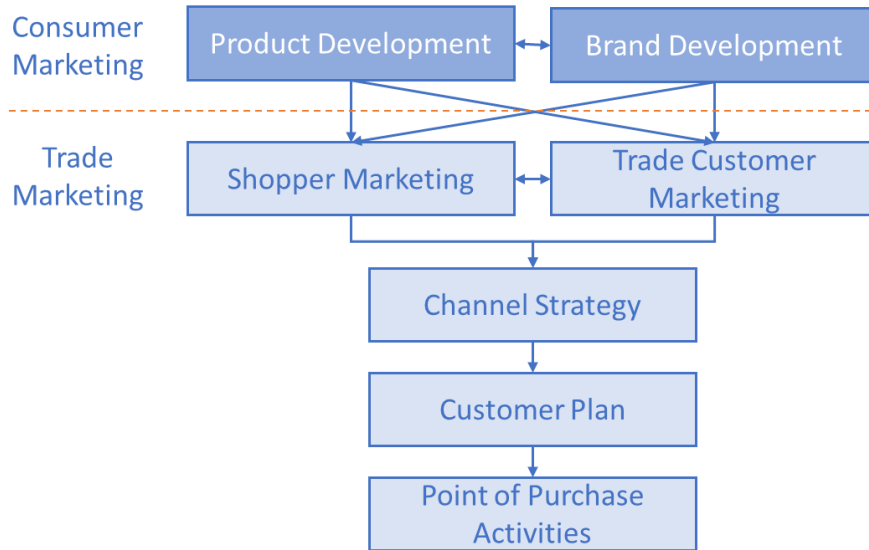 Consumer
Marketing
Product Development
Brand Development
Trade
Marketing
Shopper Marketing
Trade Customer
Marketing
Channel Strategy
Customer Plan
Point of Purchase
Activities